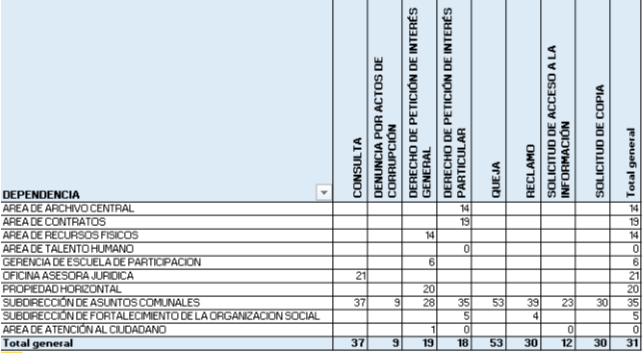 DEPENDENCIA CONSULTA DENUNCIA POR ACTOS DE CORRUPCIÓN DERECHO DE PETICIÓN DE INTERÉS GENERAL DERECHO DE PETICIÓN DE INTERÉS PARTICULAR QUEJA RECLAMO SOLICITUD DE ACCESO A LA INFORMACIÓN SOLICITUD DE COPIA Total general
AREA DE ARCHIVO CENTRAL 14 14
AREA DE CONTRATOS 19 19
AREA DE RECURSOS FISICOS 14 14
AREA DE TALENTO HUMANO 0 0
GERENCIA DE ESCUELA DE PARTICIPACION 6 6
OFICINA ASESORA JURIDICA 21 21
PROPIEDAD HORIZONTAL 20 20
SUBDIRECCIÓN DE ASUNTOS COMUNALES 37 9 28 35 53 39 23 30 35
SUBDIRECCIÓN DE FORTALECIMIENTO DE LA ORGANIZACION SOCIAL 5 4 5
AREA DE ATENCIÓN AL CIUDADANO 1 0 0 0
Total general 37 9 19 18 53 30 12 30 31